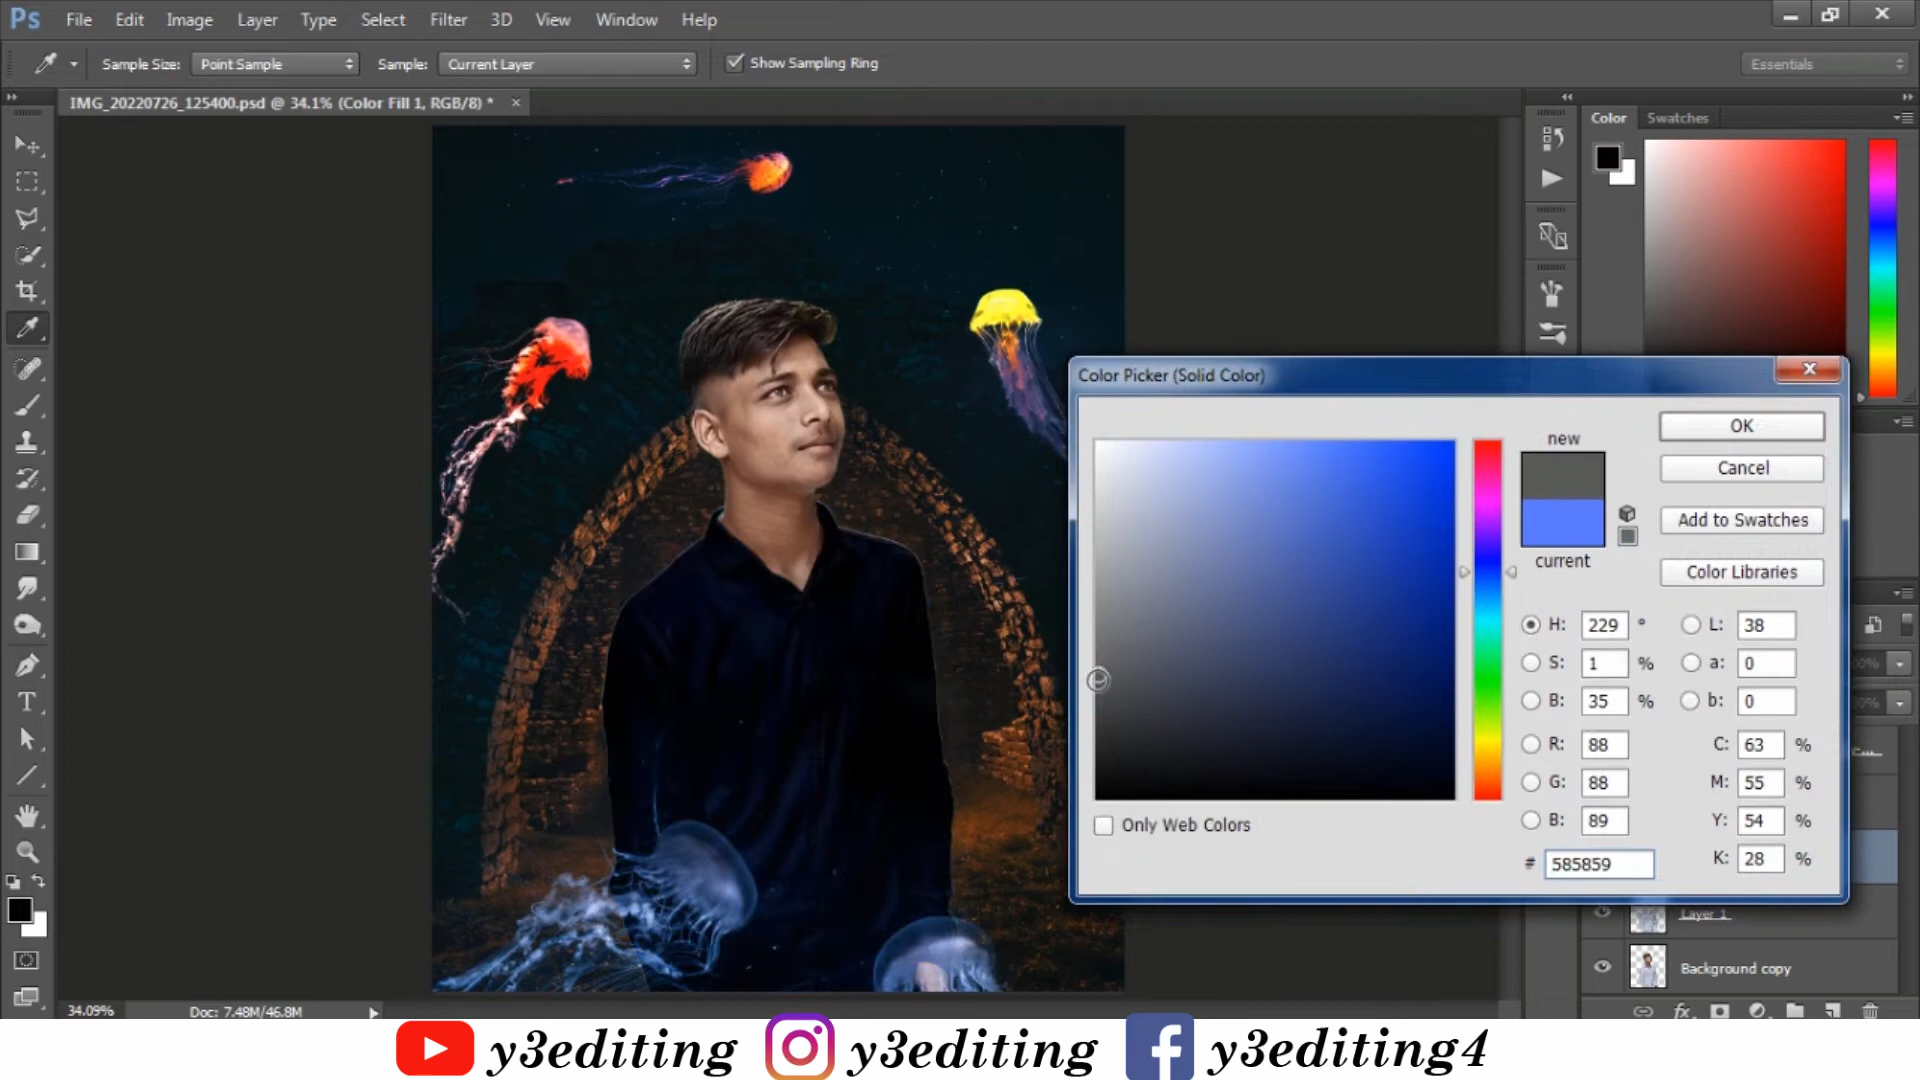 Ps File Edit Image Layer Type Select Filter 3D View Window Help
Sample Size: Point Sample Sample: Current Layer Show Sampling Ring Essentials
IMG_20220726_125400.psd @ 34.1% (Color Fill 1, RGB/8) * ×
Color Swatches
Color Picker (Solid Color)
new
current
OK
Cancel
Add to Swatches
Color Libraries
H: 229 °
S: 1 %
B: 35 %
R: 88
G: 88
B: 89
# 585859
L: 38
a: 0
b: 0
C: 63 %
M: 55 %
Y: 54 %
K: 28 %
Only Web Colors
Layer 1
Background copy
T
34.09% Doc: 7.48M/46.8M
fx
y3editing y3editing f y3editing4